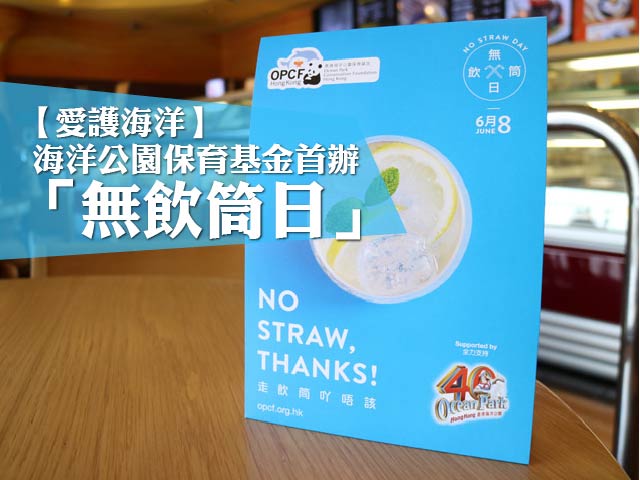 【愛護海洋】
海洋公園保育基金首辦
「無飲筒日」
OPCF
Hong Kong
香港海洋公園保育基金
Ocean Park
Conservation Foundation
Hong Kong
NO STRAW DAY
無
飲 筒
日
6月8
JUNE
NO
STRAW,
THANKS!
走飲筒吖唔該
opcf.org.hk
Supported by
全力支持
40
Ocean Park
Hong Kong 香港海洋公園